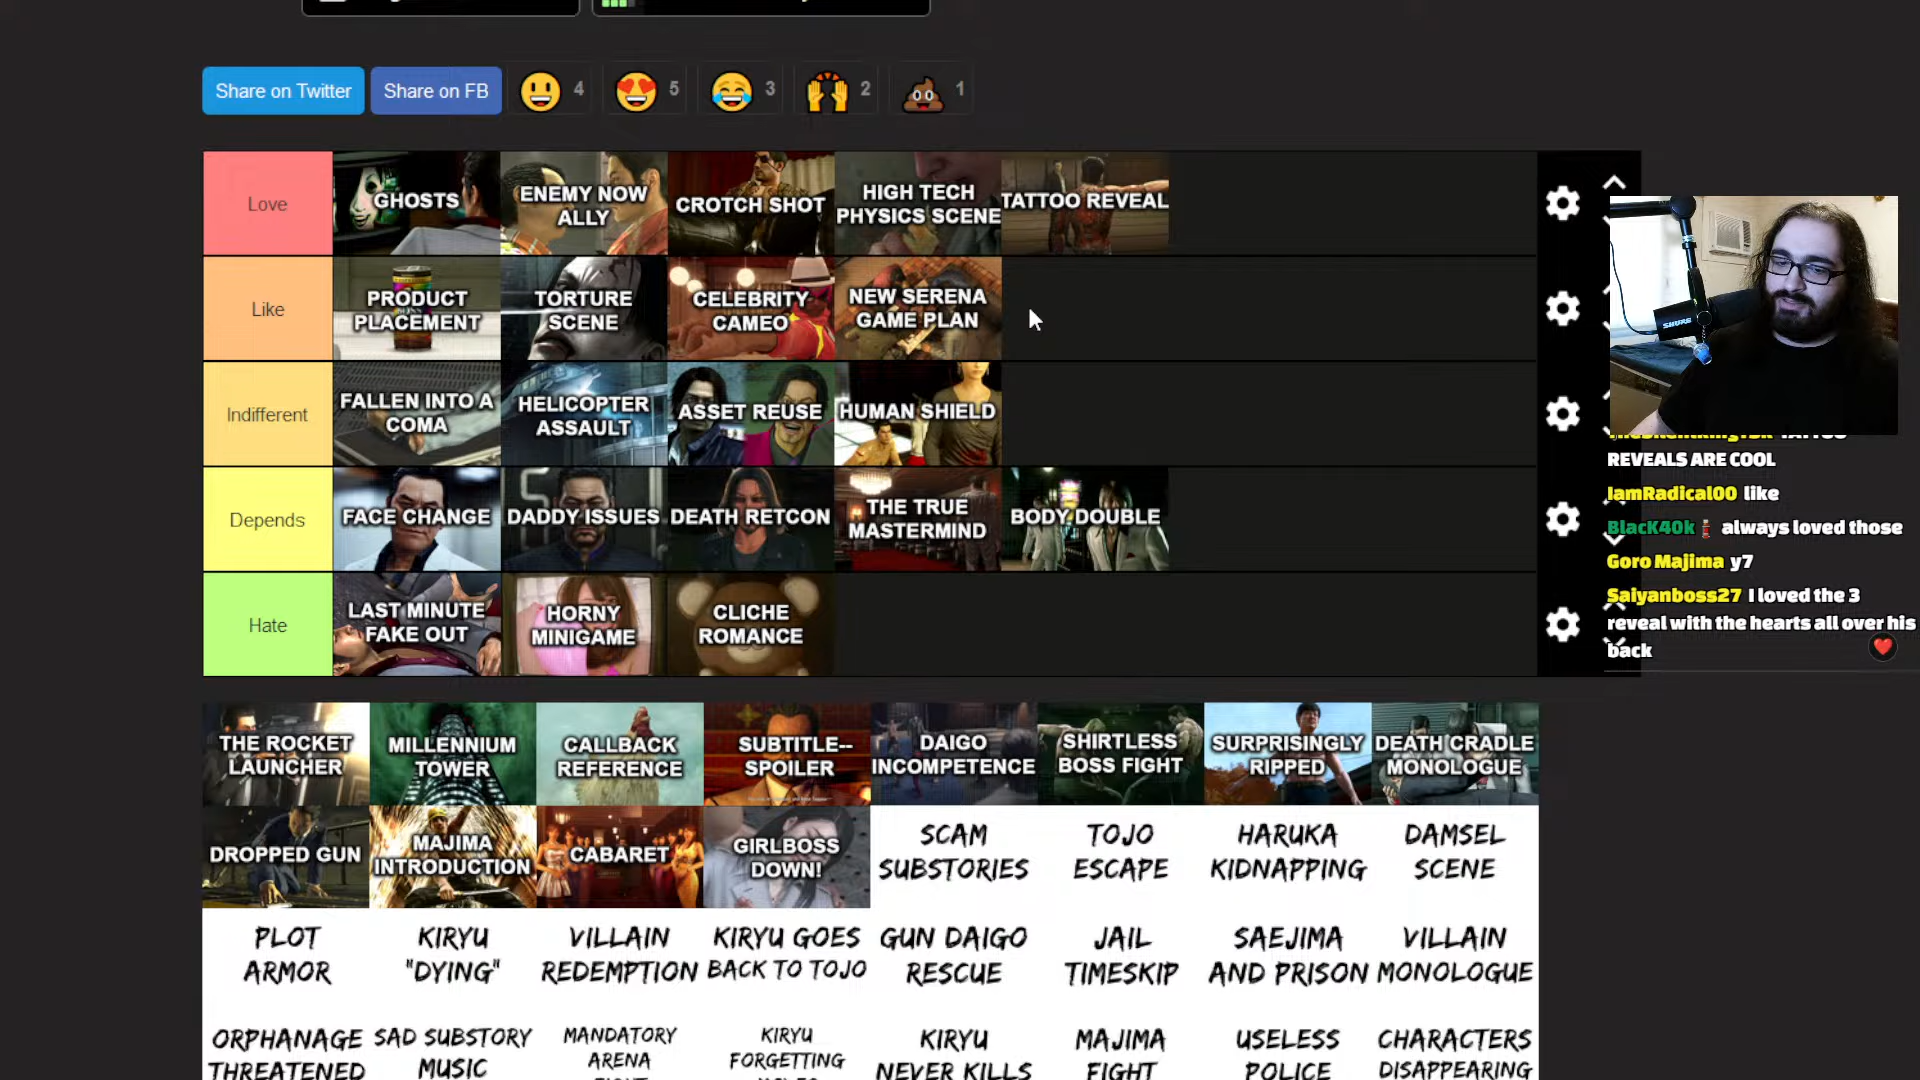 Share on Twitter
Share on FB
4
5
3
2
1
Love
GHOSTS
ENEMY NOW
ALLY
CROTCH SHOT
HIGH TECH
PHYSICS SCENE
TATTOO REVEAL
Like
PRODUCT
PLACEMENT
TORTURE
SCENE
CELEBRITY
CAMEO
NEW SERENA
GAME PLAN
Indifferent
FALLEN INTO A
COMA
HELICOPTER
ASSAULT
ASSET REUSE
HUMAN SHIELD
Depends
FACE CHANGE
DADDY ISSUES
DEATH RETCON
THE TRUE
MASTERMIND
BODY DOUBLE
Hate
LAST MINUTE
FAKE OUT
HORNY
MINIGAME
CLICHE
ROMANCE
SHURE
REVEALS ARE COOL
IamRadical00 like
BlacK40k always loved those
Goro Majima y7
Saiyanboss27 I loved the 3
reveal with the hearts all over his
back
THE ROCKET
LAUNCHER
MILLENNIUM
TOWER
CALLBACK
REFERENCE
SUBTITLE--
SPOILER
DAIGO
INCOMPETENCE
SHIRTLESS
BOSS FIGHT
SURPRISINGLY
RIPPED
DEATH CRADLE
MONOLOGUE
DROPPED GUN
MAJIMA
INTRODUCTION
CABARET
GIRLBOSS
DOWN!
SCAM
SUBSTORIES
TOJO
ESCAPE
HARUKA
KIDNAPPING
DAMSEL
SCENE
PLOT
ARMOR
KIRYU
"DYING"
VILLAIN
REDEMPTION
KIRYU GOES
BACK TO TOJO
GUN DAIGO
RESCUE
JAIL
TIMESKIP
SAEJIMA
AND PRISON
VILLAIN
MONOLOGUE
ORPHANAGE
THREATENED
SAD SUBSTORY
MUSIC
MANDATORY
ARENA
KIRYU
FORGETTING
KIRYU
NEVER KILLS
MAJIMA
FIGHT
USELESS
POLICE
CHARACTERS
DISAPPEARING